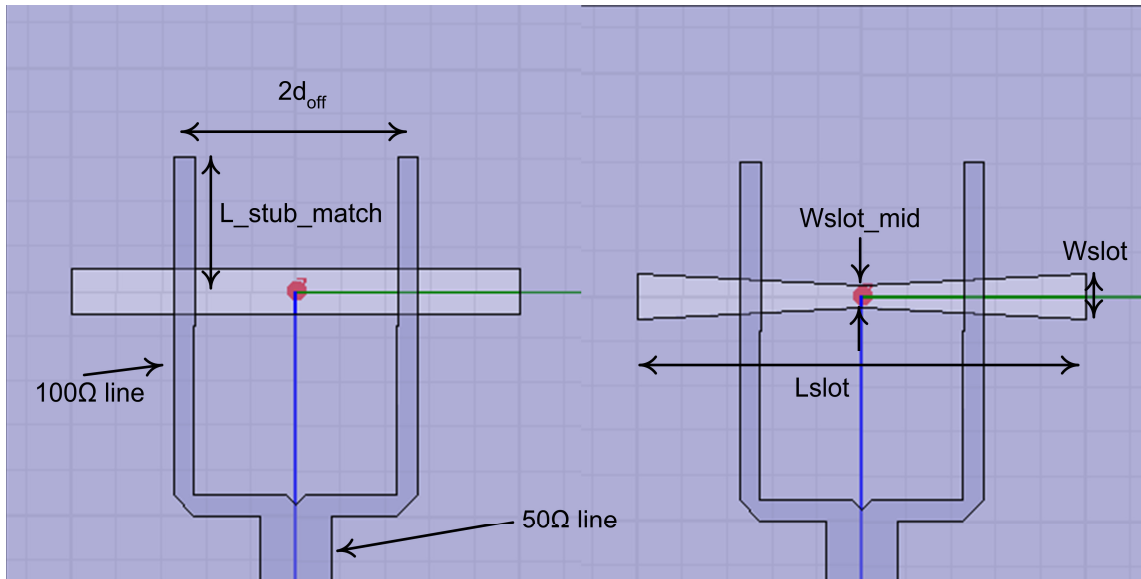 2d_off
L_stub_match
100Ω line
50Ω line
Wslot_mid
Wslot
Lslot